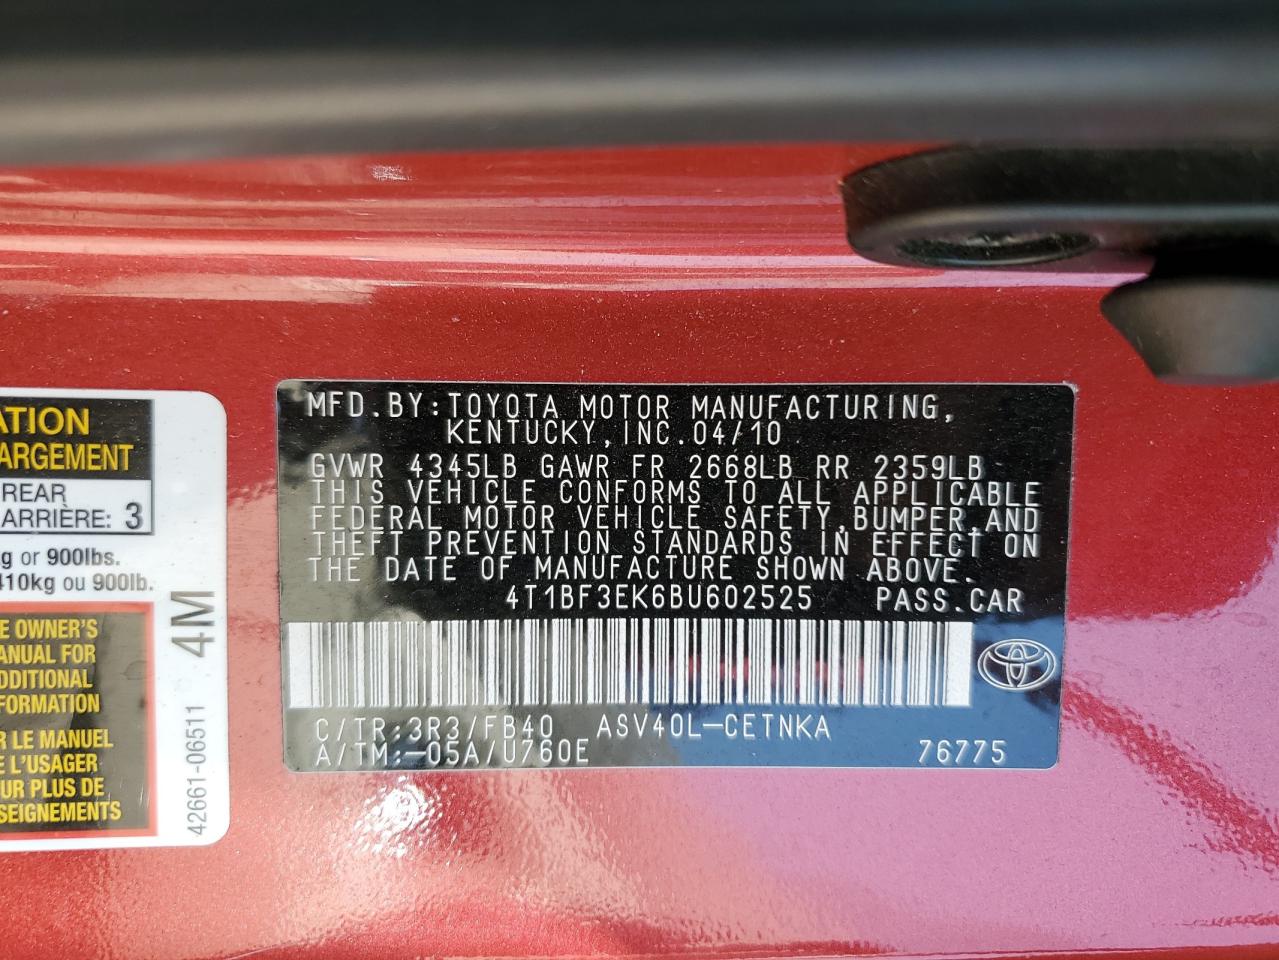 ATION
ARGEMENT
REAR
ARRIÈRE: 3
g or 900lbs.
410kg ou 900lb.
E OWNER'S
ANUAL FOR
DDITIONAL
FORMATION
R LE MANUEL
E L'USAGER
UR PLUS DE
SEIGNEMENTS
42661-06511 4M
MFD.BY:TOYOTA MOTOR MANUFACTURING,
KENTUCKY,INC.04/10
GVWR 4345LB GAWR FR 2668LB RR 2359LB
THIS VEHICLE CONFORMS TO ALL APPLICABLE
FEDERAL MOTOR VEHICLE SAFETY,BUMPER,AND
THEFT PREVENTION STANDARDS IN EFFECT ON
THE DATE OF MANUFACTURE SHOWN ABOVE.
4T1BF3EK6BU602525 PASS.CAR
C/TR:3R3/FB40 ASV40L-CETNKA
A/TM:-05A/U760E 76775